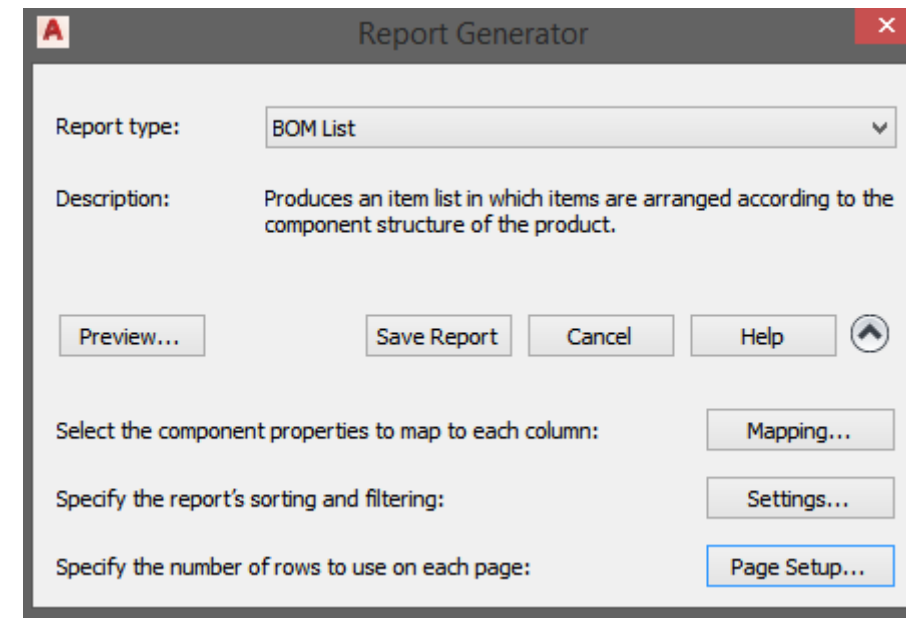 A
Report Generator
Report type:
BOM List
Description:
Produces an item list in which items are arranged according to the
component structure of the product.
Preview...
Save Report
Cancel
Help
Select the component properties to map to each column:
Mapping...
Specify the report's sorting and filtering:
Settings...
Specify the number of rows to use on each page:
Page Setup...